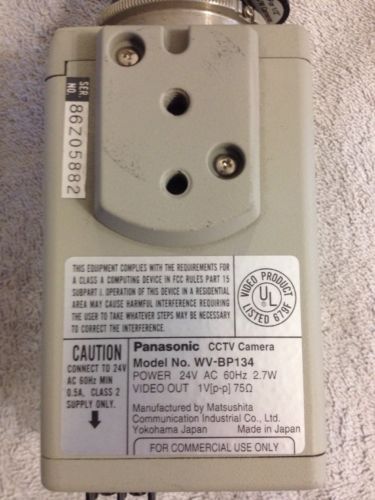 SER.
NO.
86Z05882
THIS EQUIPMENT COMPLIES WITH THE REQUIREMENTS FOR
A CLASS A COMPUTING DEVICE IN FCC RULES PART 15
SUBPART J. OPERATION OF THIS DEVICE IN A RESIDENTIAL
AREA MAY CAUSE HARMFUL INTERFERENCE REQUIRING
THE USER TO TAKE WHATEVER STEPS MAY BE NECESSARY
TO CORRECT THE INTERFERENCE.
VIDEO PRODUCT
UL
LISTED 679F
CAUTION
CONNECT TO 24V
AC 60Hz MIN
0.5A, CLASS 2
SUPPLY ONLY.
Panasonic CCTV Camera
Model No. WV-BP134
POWER 24V AC 60Hz 2.7W
VIDEO OUT 1V[p-p] 75Ω
Manufactured by Matsushita
Communication Industrial Co., Ltd.
Yokohama Japan Made in Japan
FOR COMMERCIAL USE ONLY